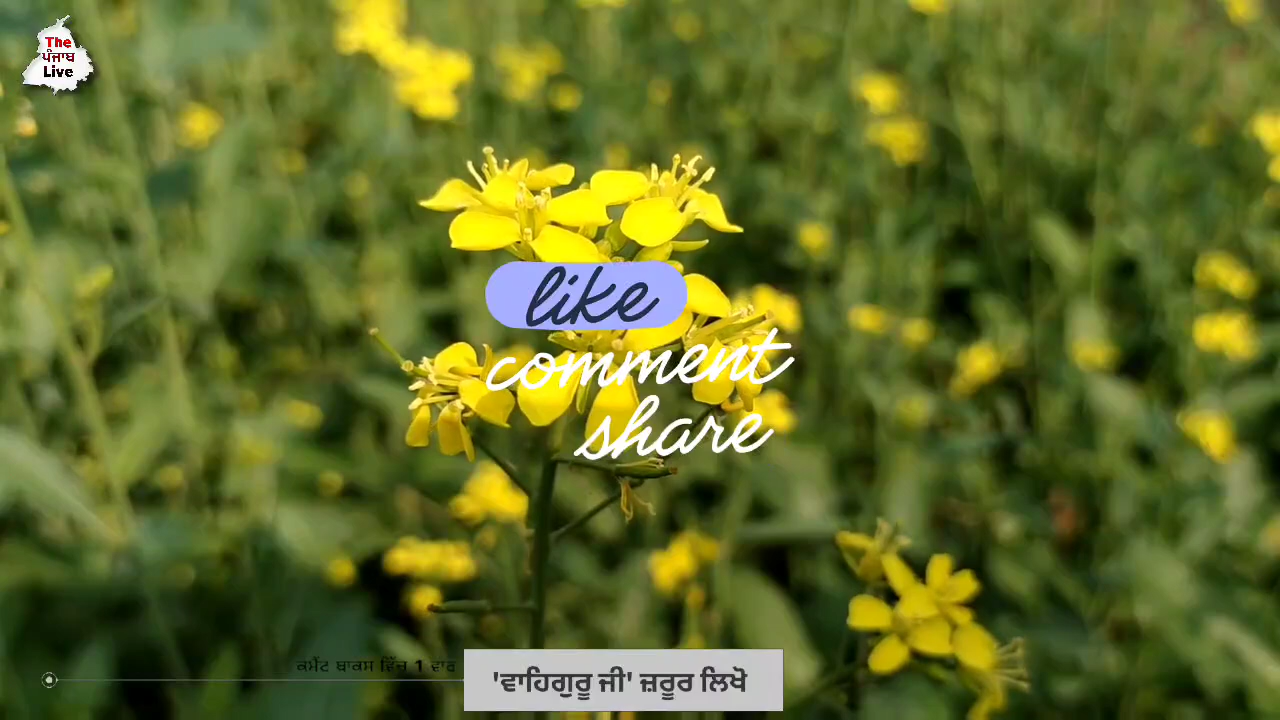 The
ਪੰਜਾਬ
Live
like
comment
share
ਕਮੈਂਟ ਬਾਕਸ ਵਿੱਚ 1 ਵਾਰ
'ਵਾਹਿਗੁਰੂ ਜੀ' ਜ਼ਰੂਰ ਲਿਖੋ